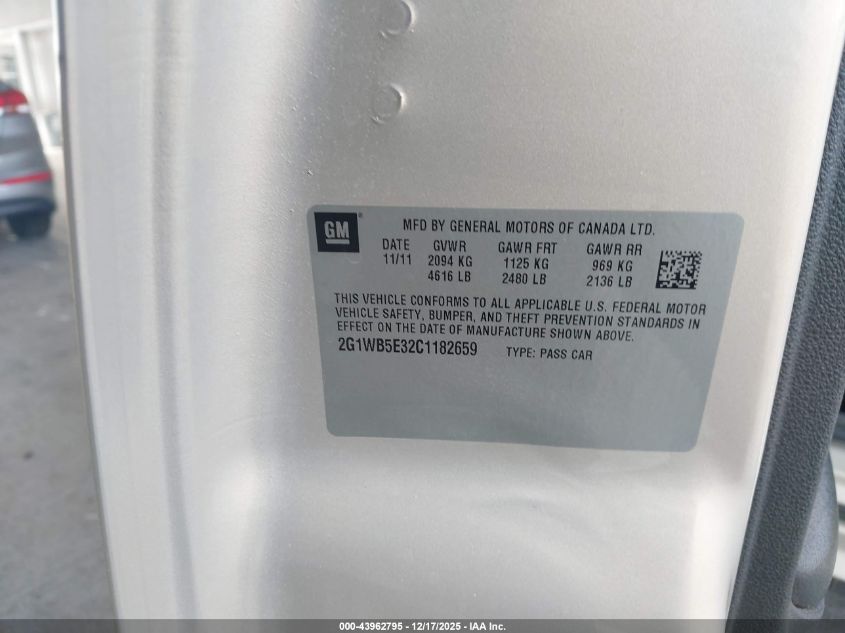 GM ®
MFD BY GENERAL MOTORS OF CANADA LTD.
DATE GVWR GAWR FRT GAWR RR
11/11 2094 KG 1125 KG 969 KG
4616 LB 2480 LB 2136 LB
THIS VEHICLE CONFORMS TO ALL APPLICABLE U.S. FEDERAL MOTOR
VEHICLE SAFETY, BUMPER, AND THEFT PREVENTION STANDARDS IN
EFFECT ON THE DATE OF MANUFACTURE SHOWN ABOVE.
2G1WB5E32C1182659 TYPE: PASS CAR
000-43962795 - 12/17/2025 - IAA Inc.